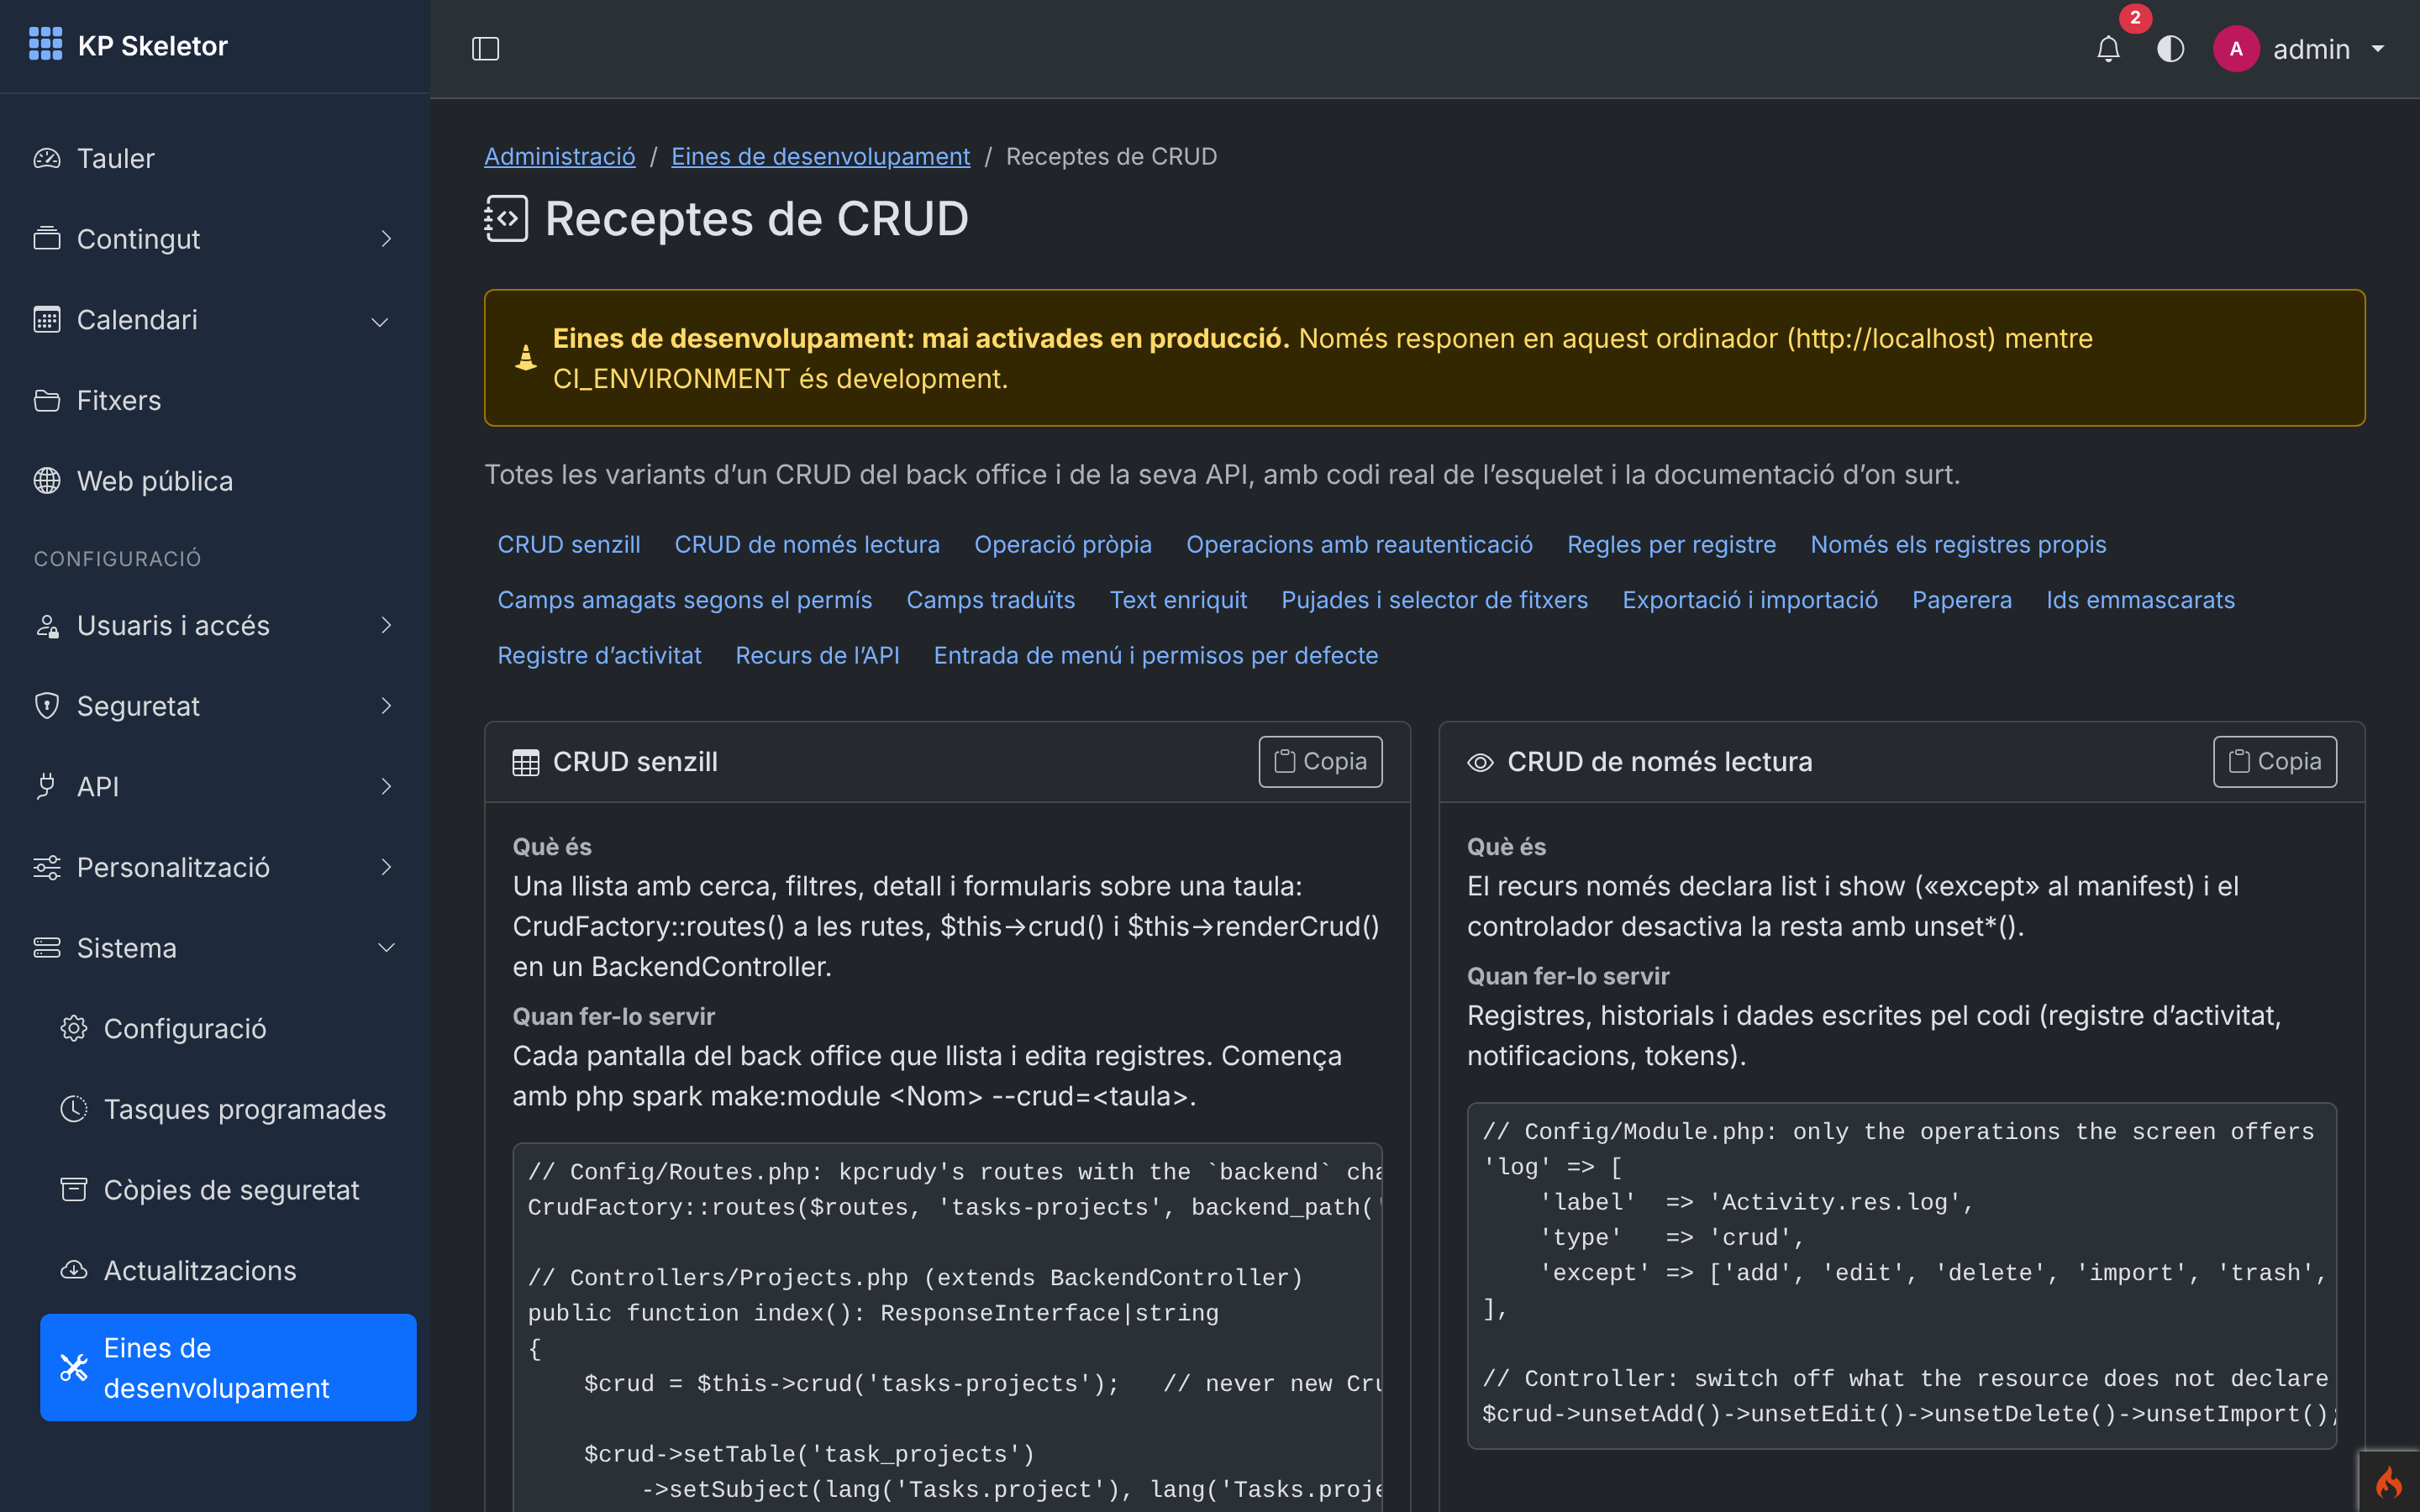 KP Skeletor
2
A
admin
Tauler
Contingut
Calendari
Fitxers
Web pública
CONFIGURACIÓ
Usuaris i accés
Seguretat
API
Personalització
Sistema
Configuració
Tasques programades
Còpies de seguretat
Actualitzacions
Eines de
desenvolupament
Administració / Eines de desenvolupament / Receptes de CRUD
Receptes de CRUD
Eines de desenvolupament: mai activades en producció. Només responen en aquest ordinador (http://localhost) mentre
CI_ENVIRONMENT és development.
Totes les variants d’un CRUD del back office i de la seva API, amb codi real de l’esquelet i la documentació d’on surt.
CRUD senzill CRUD de només lectura Operació pròpia Operacions amb reautenticació Regles per registre Només els registres propis
Camps amagats segons el permís Camps traduïts Text enriquit Pujades i selector de fitxers Exportació i importació Paperera Ids emmascarats
Registre d’activitat Recurs de l’API Entrada de menú i permisos per defecte
CRUD senzill
Copia
Què és
Una llista amb cerca, filtres, detall i formularis sobre una taula:
CrudFactory::routes() a les rutes, $this->crud() i $this->renderCrud()
en un BackendController.
Quan fer-lo servir
Cada pantalla del back office que llista i edita registres. Comença
amb php spark make:module <Nom> --crud=<taula>.
// Config/Routes.php: kpcrudy's routes with the `backend` cha
CrudFactory::routes($routes, 'tasks-projects', backend_path('
// Controllers/Projects.php (extends BackendController)
public function index(): ResponseInterface|string
{
$crud = $this->crud('tasks-projects');   // never new Cru
$crud->setTable('task_projects')
->setSubject(lang('Tasks.project'), lang('Tasks.proje
CRUD de només lectura
Copia
Què és
El recurs només declara list i show («except» al manifest) i el
controlador desactiva la resta amb unset*().
Quan fer-lo servir
Registres, historials i dades escrites pel codi (registre d’activitat,
notificacions, tokens).
// Config/Module.php: only the operations the screen offers
'log' => [
'label'  => 'Activity.res.log',
'type'   => 'crud',
'except' => ['add', 'edit', 'delete', 'import', 'trash',
],
// Controller: switch off what the resource does not declare
$crud->unsetAdd()->unsetEdit()->unsetDelete()->unsetImport();